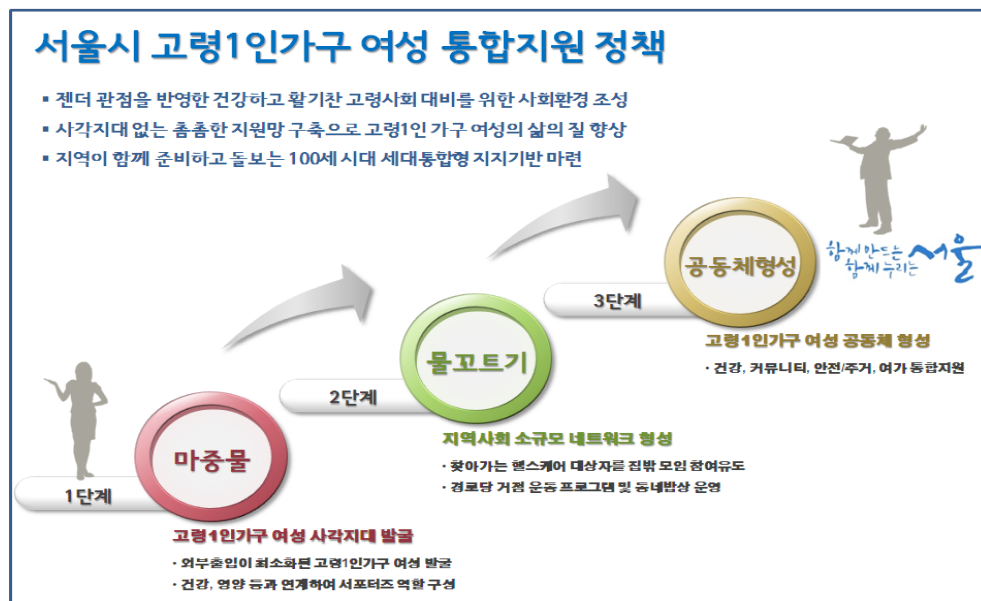 서울시 고령1인가구 여성 통합지원 정책
▪ 젠더 관점을 반영한 건강하고 활기찬 고령사회 대비를 위한 사회환경 조성
▪ 사각지대 없는 촘촘한 지원망 구축으로 고령1인 가구 여성의 삶의 질 향상
▪ 지역이 함께 준비하고 돌보는 100세 시대 세대통합형 지지기반 마련
함께 만드는 서울
함께 누리는
공동체형성
3단계
고령1인가구 여성 공동체 형성
· 건강, 커뮤니티, 안전/주거, 여가 통합지원
물꼬트기
2단계
지역사회 소규모 네트워크 형성
· 찾아가는 헬스케어 대상자를 집밖 모임 참여유도
· 경로당 거점 운동 프로그램 및 동네밥상 운영
마중물
1단계
고령1인가구 여성 사각지대 발굴
· 외부출입이 최소화된 고령1인가구 여성 발굴
· 건강, 영양 등과 연계하여 서포터즈 역할 구성